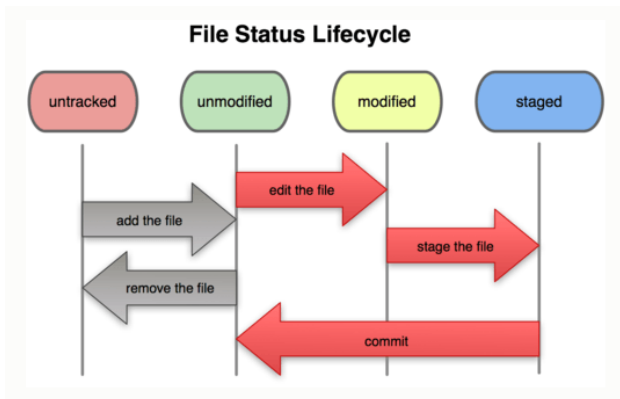 File Status Lifecycle
untracked
unmodified
modified
staged
edit the file
add the file
stage the file
remove the file
commit